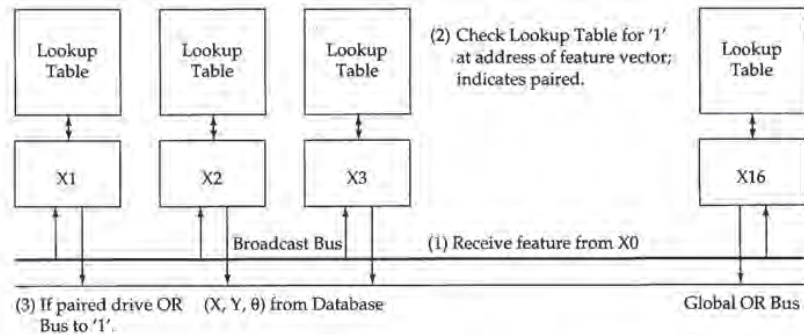 Lookup
Table
Lookup
Table
Lookup
Table
(2) Check Lookup Table for '1'
at address of feature vector;
indicates paired.
Lookup
Table
X1
X2
X3
X16
Broadcast Bus
(1) Receive feature from X0
(3) If paired drive OR
Bus to '1'.
(X, Y, θ) from Database
Global OR Bus